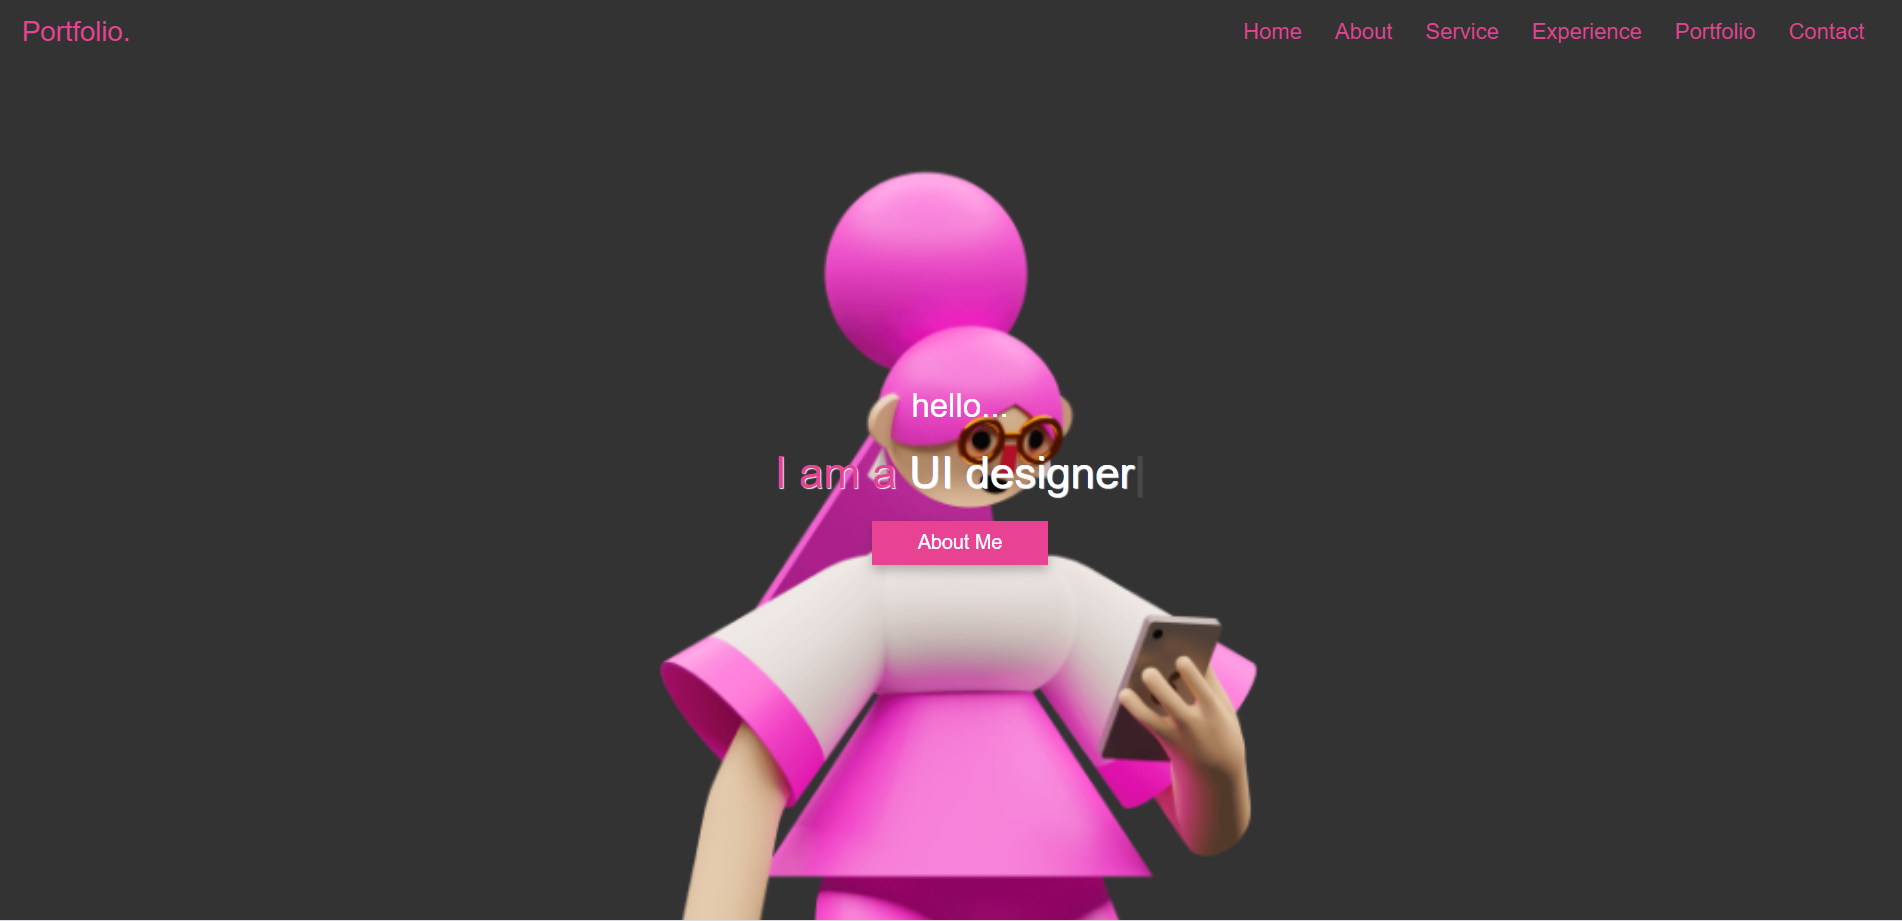 Portfolio.
Home About Service Experience Portfolio Contact
hello...
I am a UI designer|
About Me